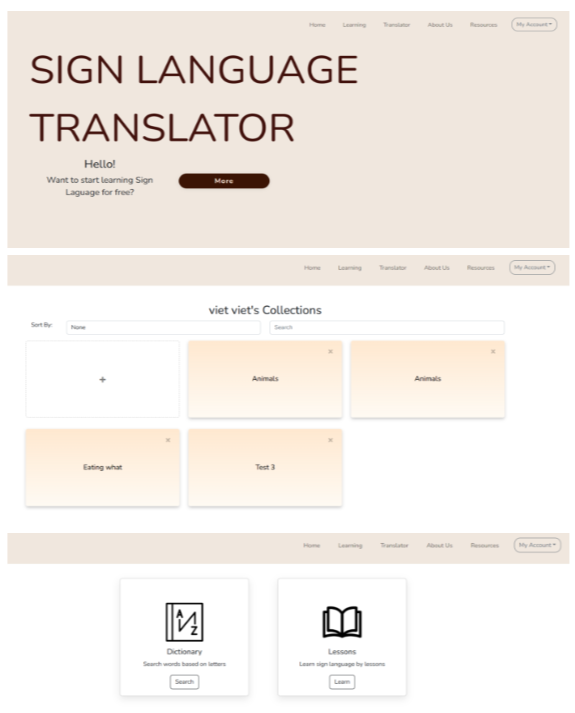 Home Learning Translator About Us Resources My Account
SIGN LANGUAGE
TRANSLATOR
Hello!
Want to start learning Sign
Laguage for free?
More
Home Learning Translator About Us Resources My Account
viet viet's Collections
Sort By: None Search
+ Animals × Animals ×
Eating what × Test 3 ×
Home Learning Translator About Us Resources My Account
A Z
Dictionary Lessons
Search words based on letters Learn sign language by lessons
Search Learn